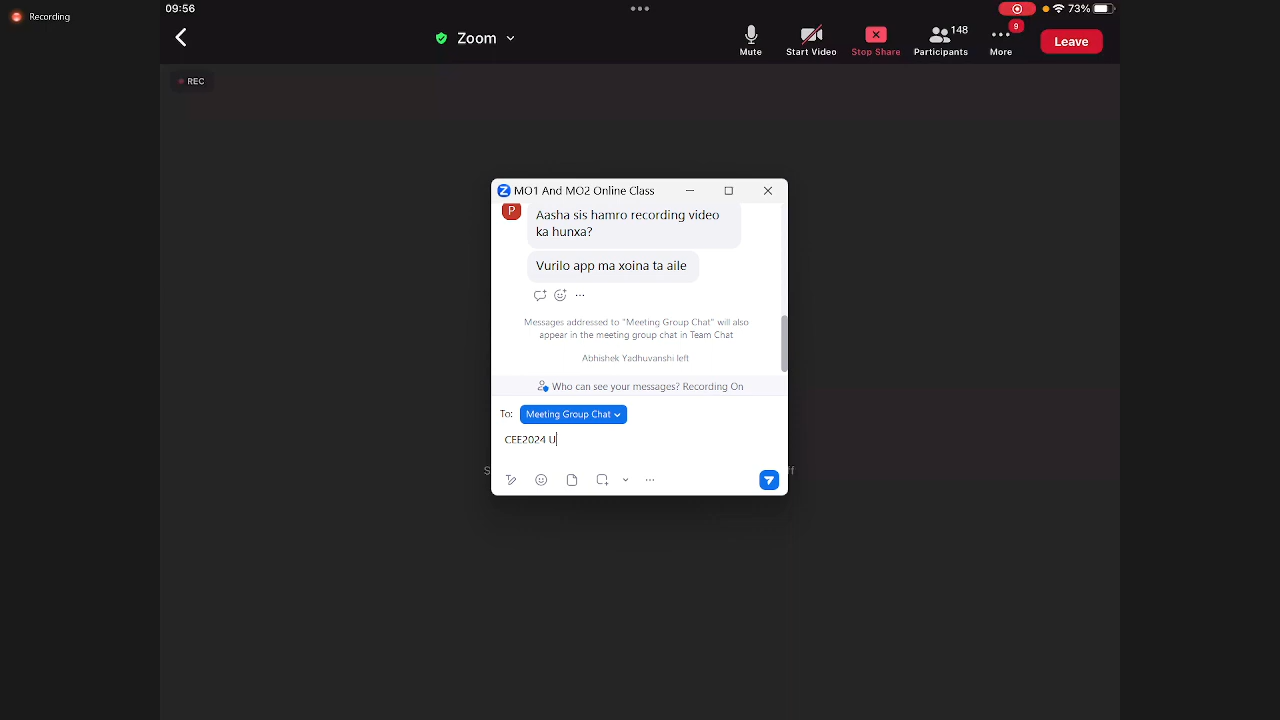 Recording
09:56
73%
Zoom
Mute
Start Video
Stop Share
Participants
148
More
9
Leave
REC
MO1 And MO2 Online Class
P
Aasha sis hamro recording video
ka hunxa?
Vurilo app ma xoina ta aile
Messages addressed to "Meeting Group Chat" will also
appear in the meeting group chat in Team Chat
Abhishek Yadhuvanshi left
Who can see your messages? Recording On
To: Meeting Group Chat
CEE2024 U